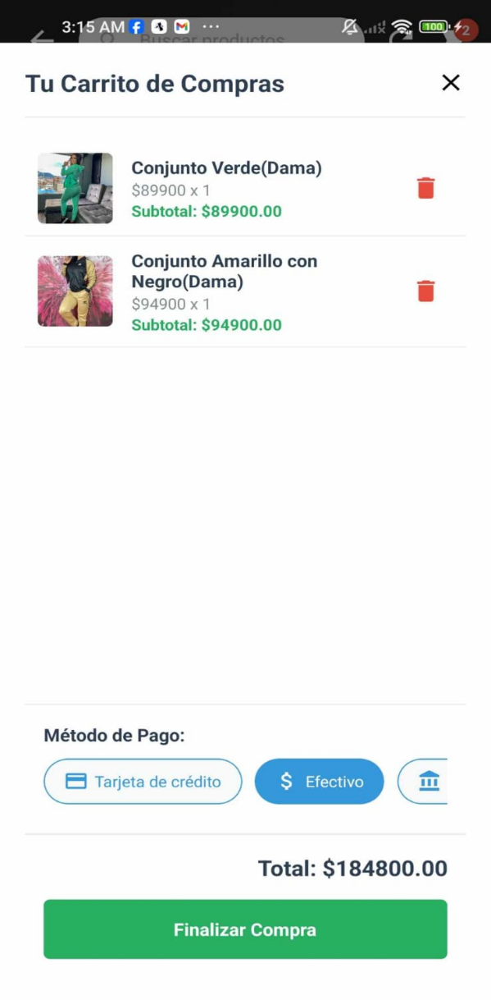 3:15 AM
100
Buscar productos
2
Tu Carrito de Compras
Conjunto Verde(Dama)
$89900 x 1
Subtotal: $89900.00
Conjunto Amarillo con
Negro(Dama)
$94900 x 1
Subtotal: $94900.00
Método de Pago:
Tarjeta de crédito
$ Efectivo
Total: $184800.00
Finalizar Compra